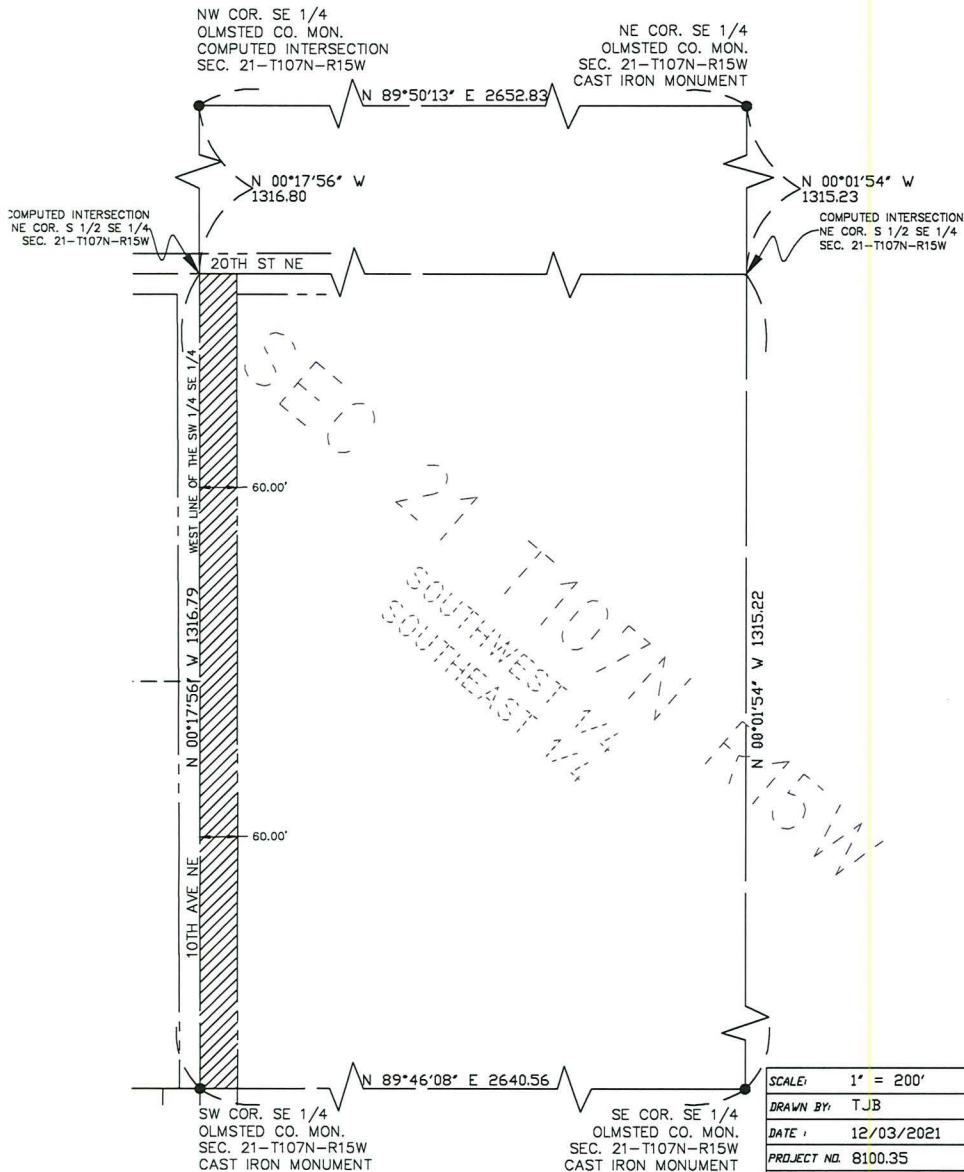 NW COR. SE 1/4
OLMSTED CO. MON.
COMPUTED INTERSECTION
SEC. 21-T107N-R15W
NE COR. SE 1/4
OLMSTED CO. MON.
SEC. 21-T107N-R15W
CAST IRON MONUMENT
N 89°50'13" E 2652.83
N 00°17'56" W
1316.80
N 00°01'54" W
1315.23
COMPUTED INTERSECTION
NE COR. S 1/2 SE 1/4
SEC. 21-T107N-R15W
COMPUTED INTERSECTION
NE COR. S 1/2 SE 1/4
SEC. 21-T107N-R15W
20TH ST NE
WEST LINE OF THE SW 1/4 SE 1/4
60.00'
SEC 21 T107N R15W
SOUTHWEST 1/4
SOUTHEAST 1/4
N 00°17'56" W 1316.79
N 00°01'54" W 1315.22
60.00'
10TH AVE NE
N 89°46'08" E 2640.56
SW COR. SE 1/4
OLMSTED CO. MON.
SEC. 21-T107N-R15W
CAST IRON MONUMENT
SE COR. SE 1/4
OLMSTED CO. MON.
SEC. 21-T107N-R15W
CAST IRON MONUMENT
SCALE: 1" = 200'
DRAWN BY: TJB
DATE : 12/03/2021
PROJECT NO. 8100.35